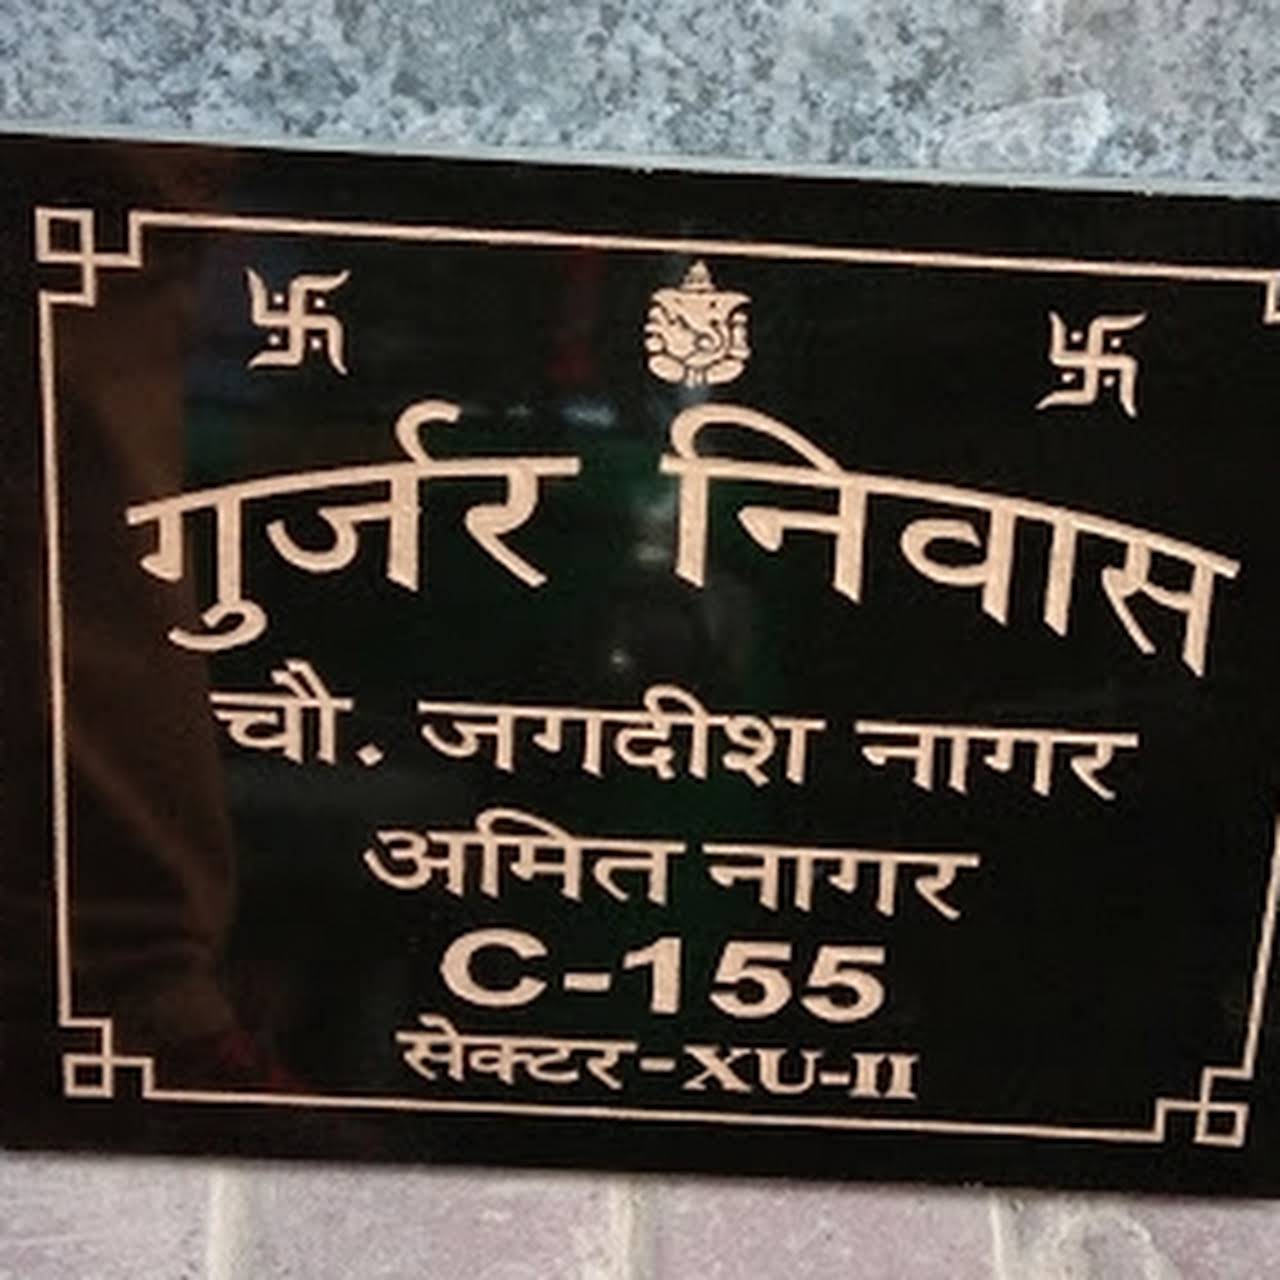 गुर्जर निवास
चौ. जगदीश नागर
अमित नागर
C-155
सेक्टर-XU-II